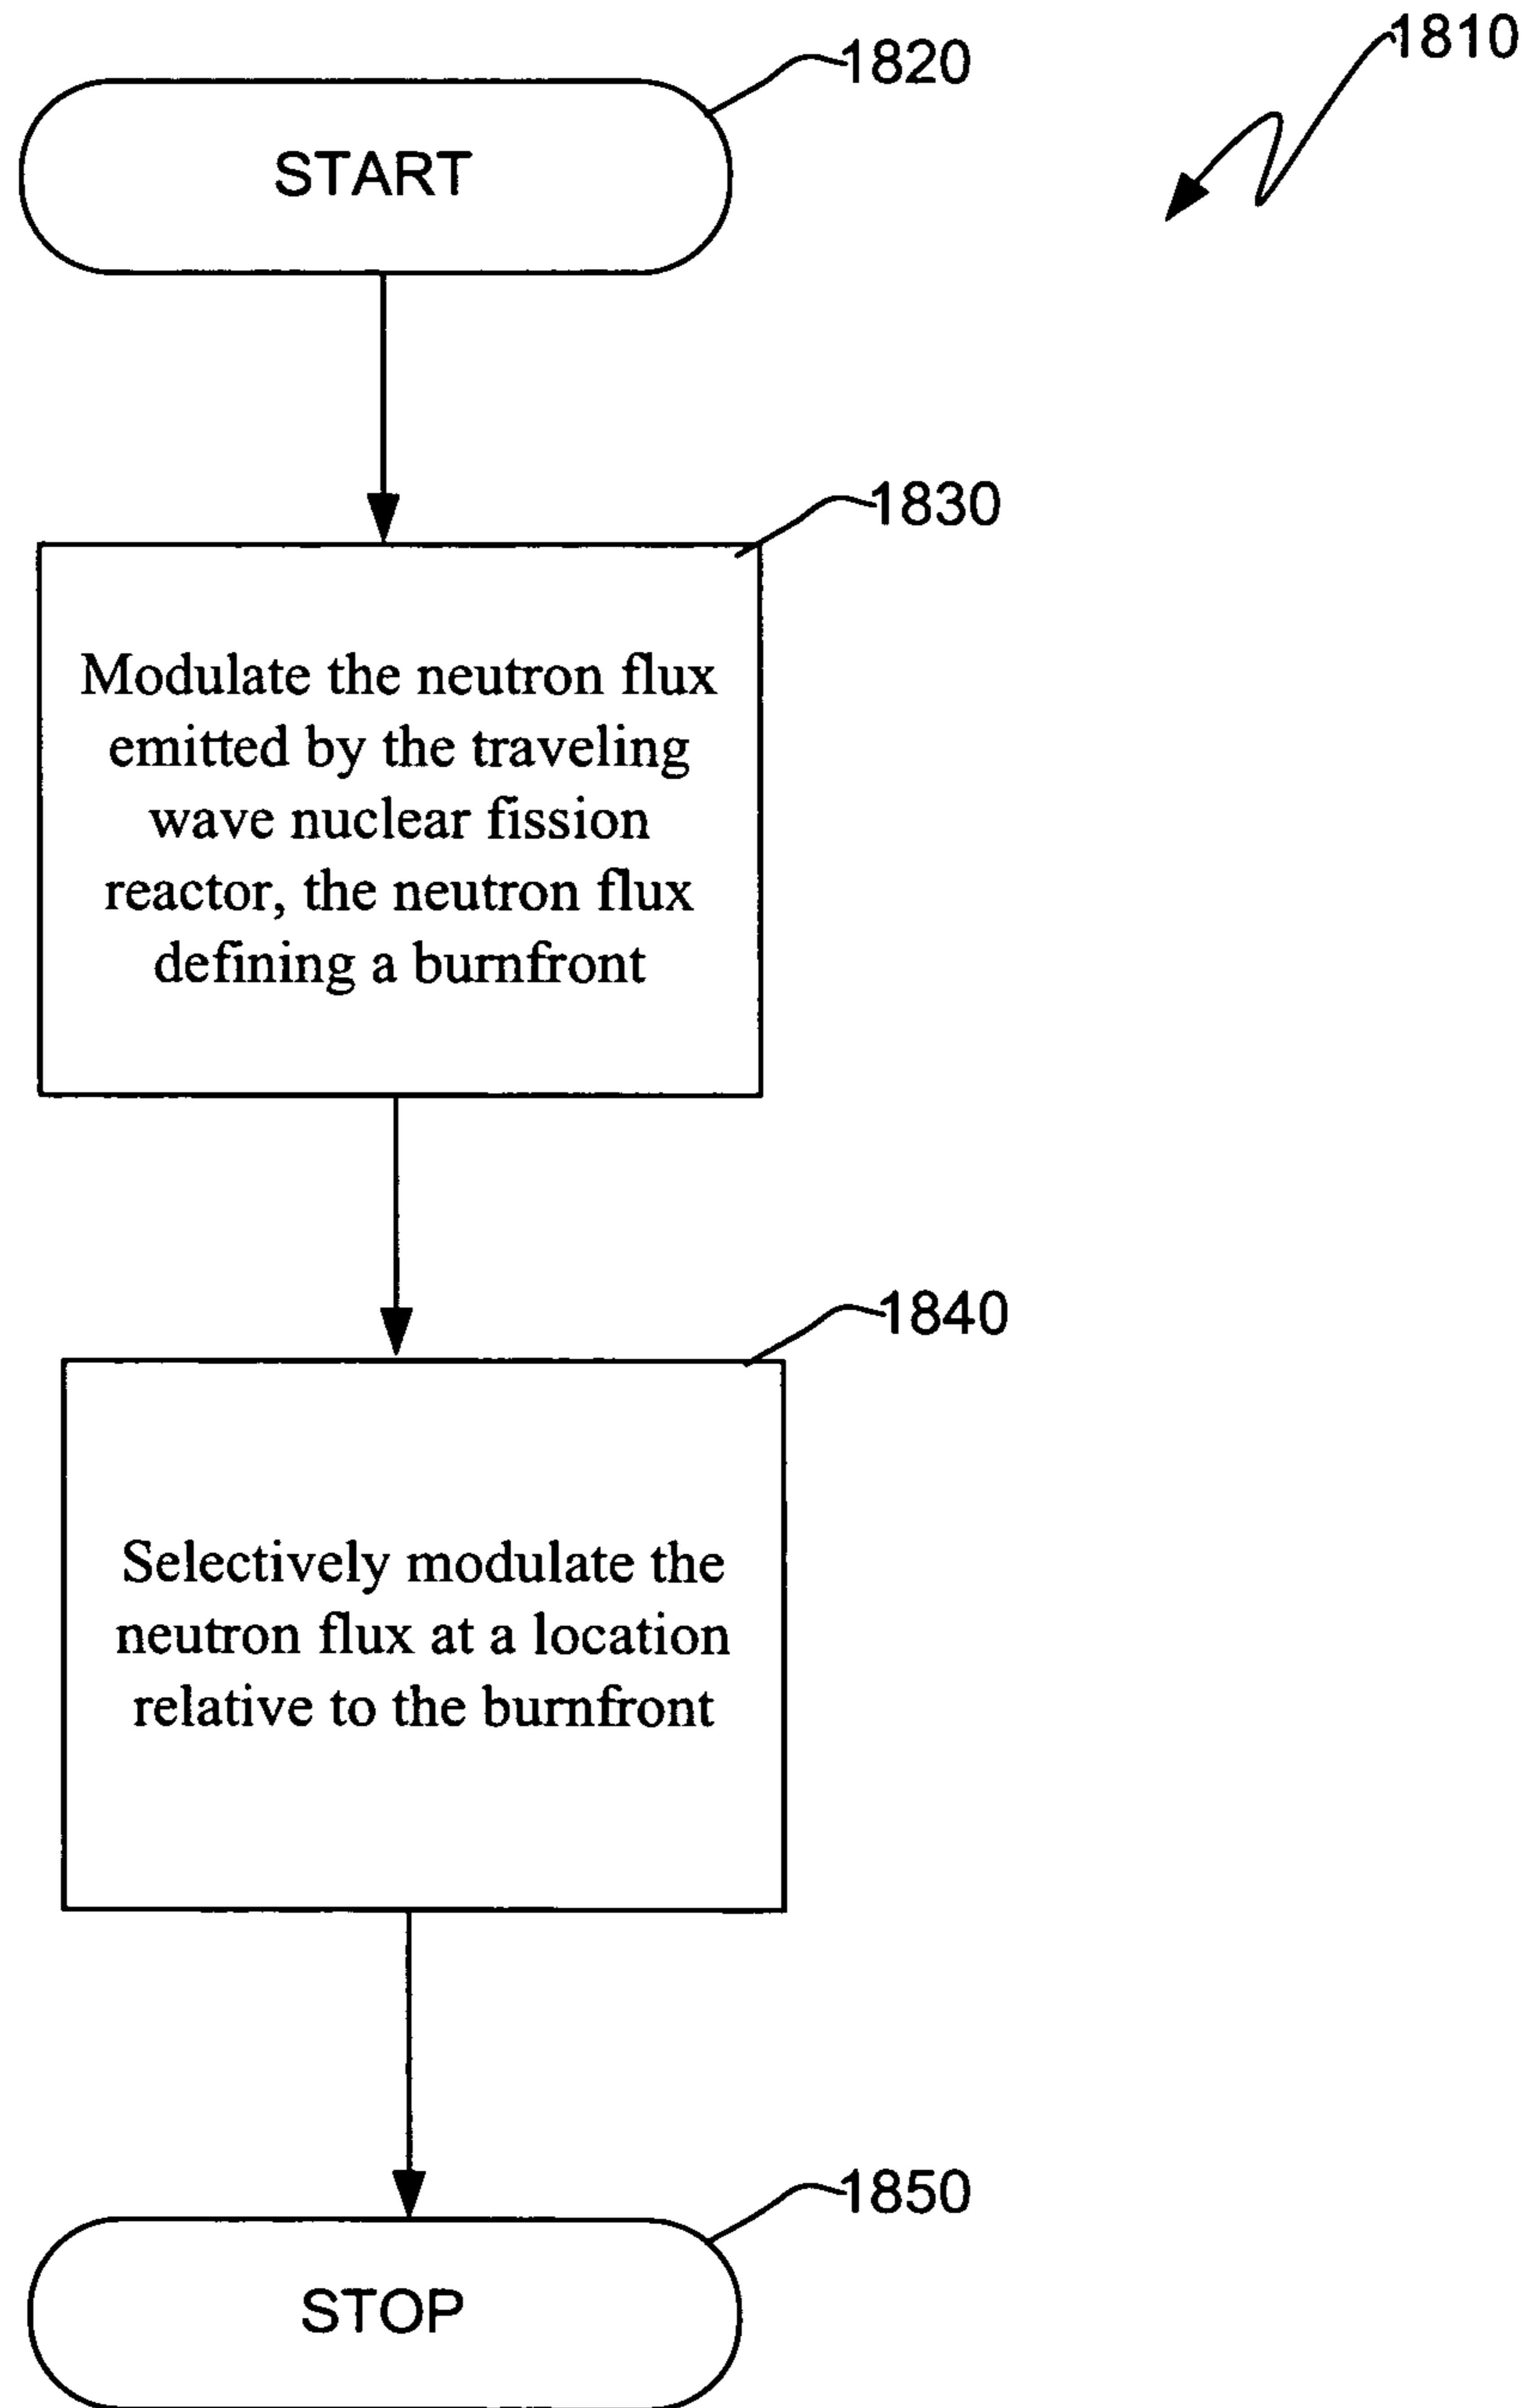 1810
1820
START
1830
Modulate the neutron flux
emitted by the traveling
wave nuclear fission
reactor, the neutron flux
defining a burnfront
1840
Selectively modulate the
neutron flux at a location
relative to the burnfront
1850
STOP